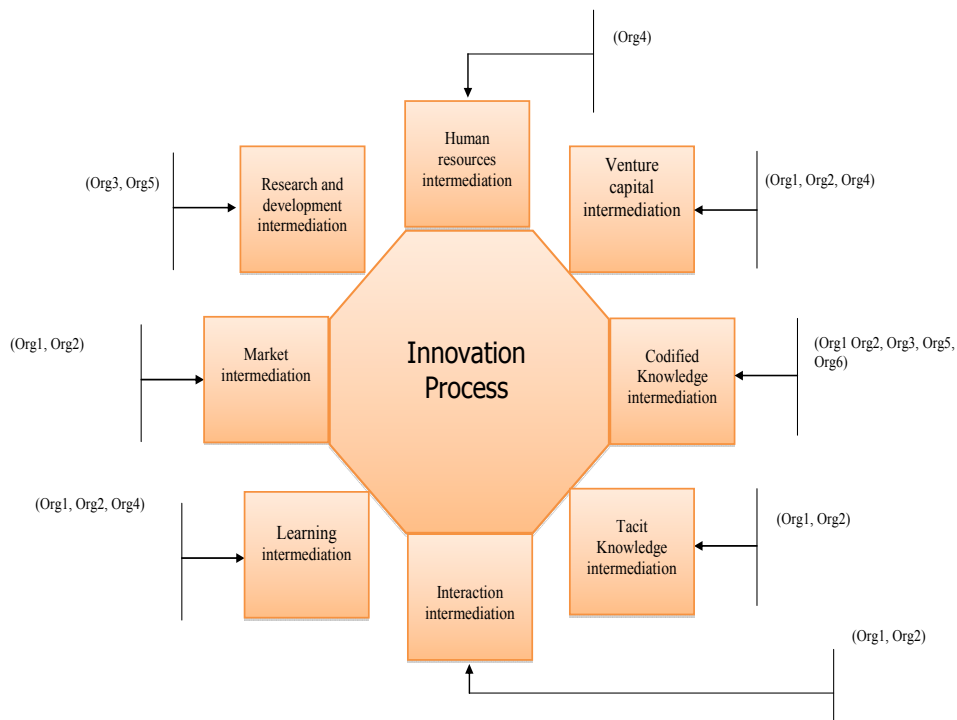 (Org4)
Human
resources
intermediation
Venture
capital
intermediation
(Org1, Org2, Org4)
(Org3, Org5)
Research and
development
intermediation
(Org1, Org2)
Market
intermediation
Innovation
Process
Codified
Knowledge
intermediation
(Org1 Org2, Org3, Org5,
Org6)
(Org1, Org2, Org4)
Learning
intermediation
Interaction
intermediation
Tacit
Knowledge
intermediation
(Org1, Org2)
(Org1, Org2)